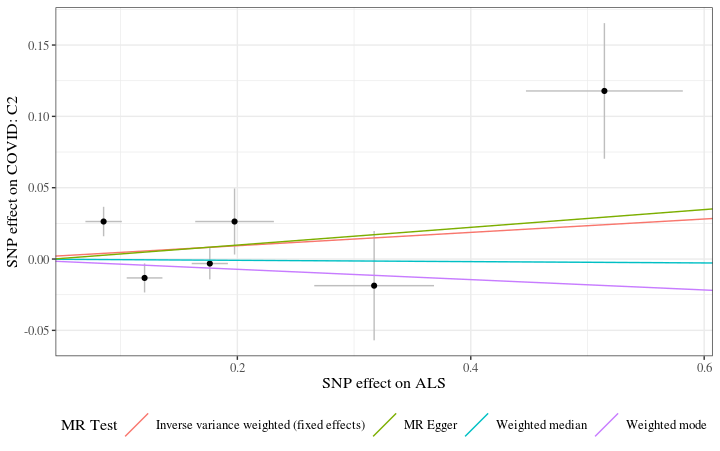 0.15
0.10
0.05
0.00
-0.05
SNP effect on COVID: C2
0.2 0.4 0.6
SNP effect on ALS
MR Test Inverse variance weighted (fixed effects) MR Egger Weighted median Weighted mode